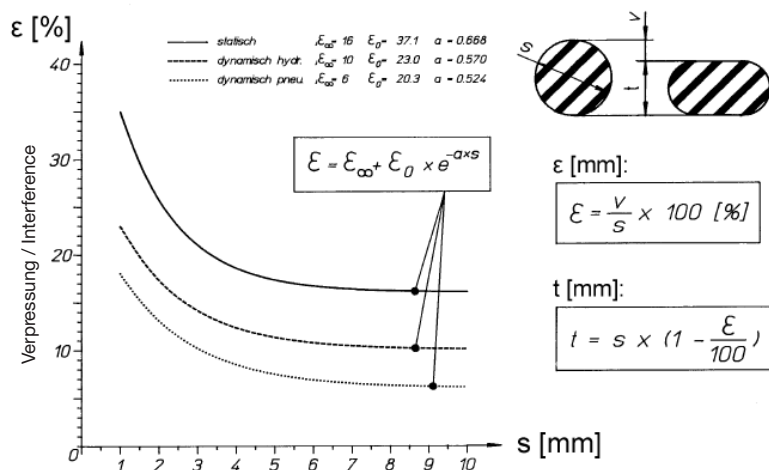 ε [%]
statisch ,ε∞= 16 ε0= 37.1 a = 0.668
dynamisch hydr. ,ε∞= 10 ε0= 23.0 a = 0.570
dynamisch pneu. ,ε∞= 6 ε0= 20.3 a = 0.524
40
30
20
10
0
Verpressung / Interference
ε = ε∞ + ε0 × e^-a×s
1 2 3 4 5 6 7 8 9 10
s [mm]
s
v
t
ε [mm]:
ε = v/s × 100 [%]
t [mm]:
t = s × (1 - ε/100)